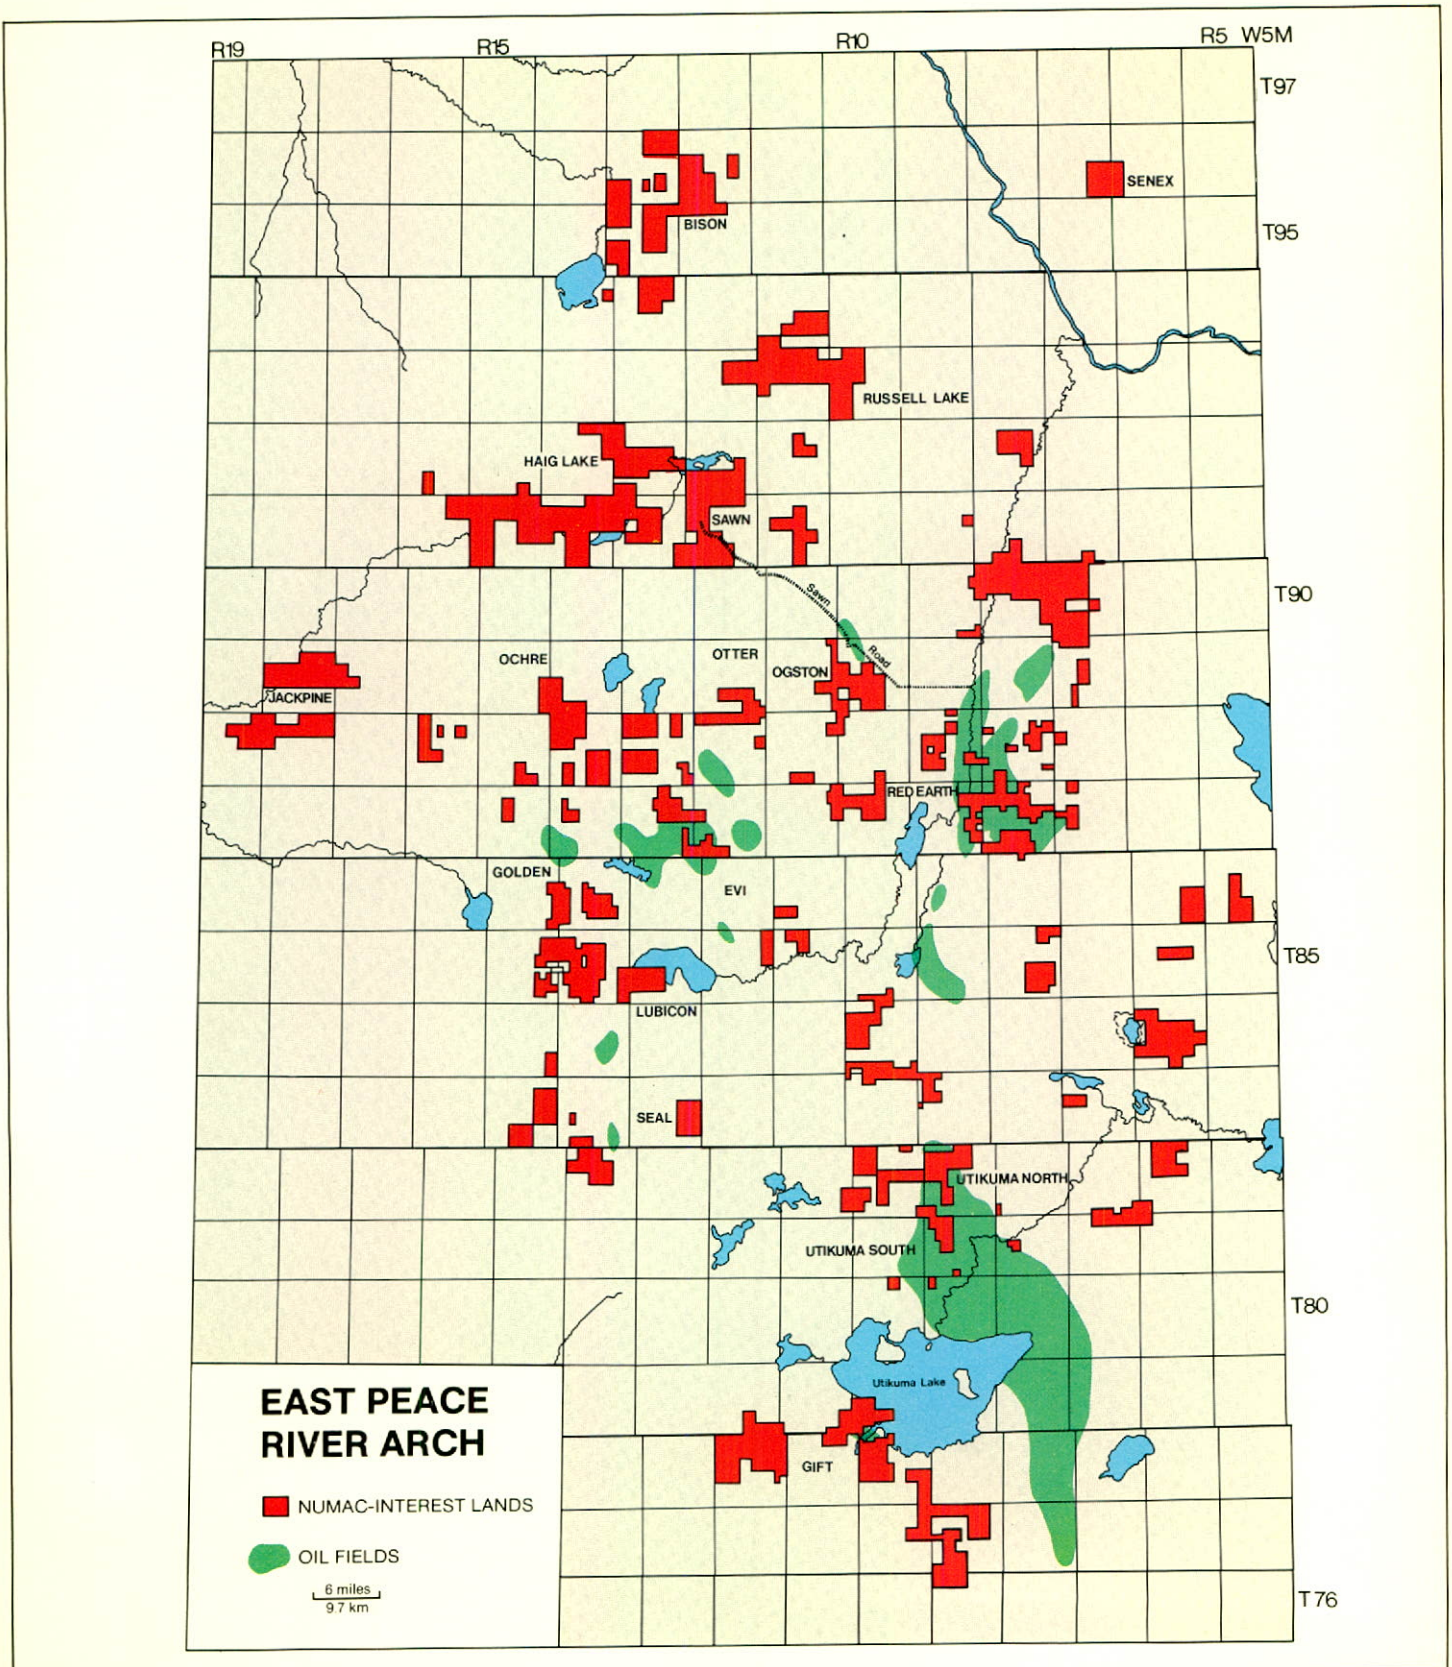 R19
R15
R10
R5 W5M
T97
SENEX
BISON
T95
RUSSELL LAKE
HAIG LAKE
SAWN
T90
Sawn
Road
OCHRE
OTTER
OGSTON
JACKPINE
RED EARTH
GOLDEN
EVI
T85
LUBICON
SEAL
UTIKUMA NORTH
UTIKUMA SOUTH
T80
Utikuma Lake
EAST PEACE
RIVER ARCH
GIFT
NUMAC-INTEREST LANDS
OIL FIELDS
6 miles
9.7 km
T76